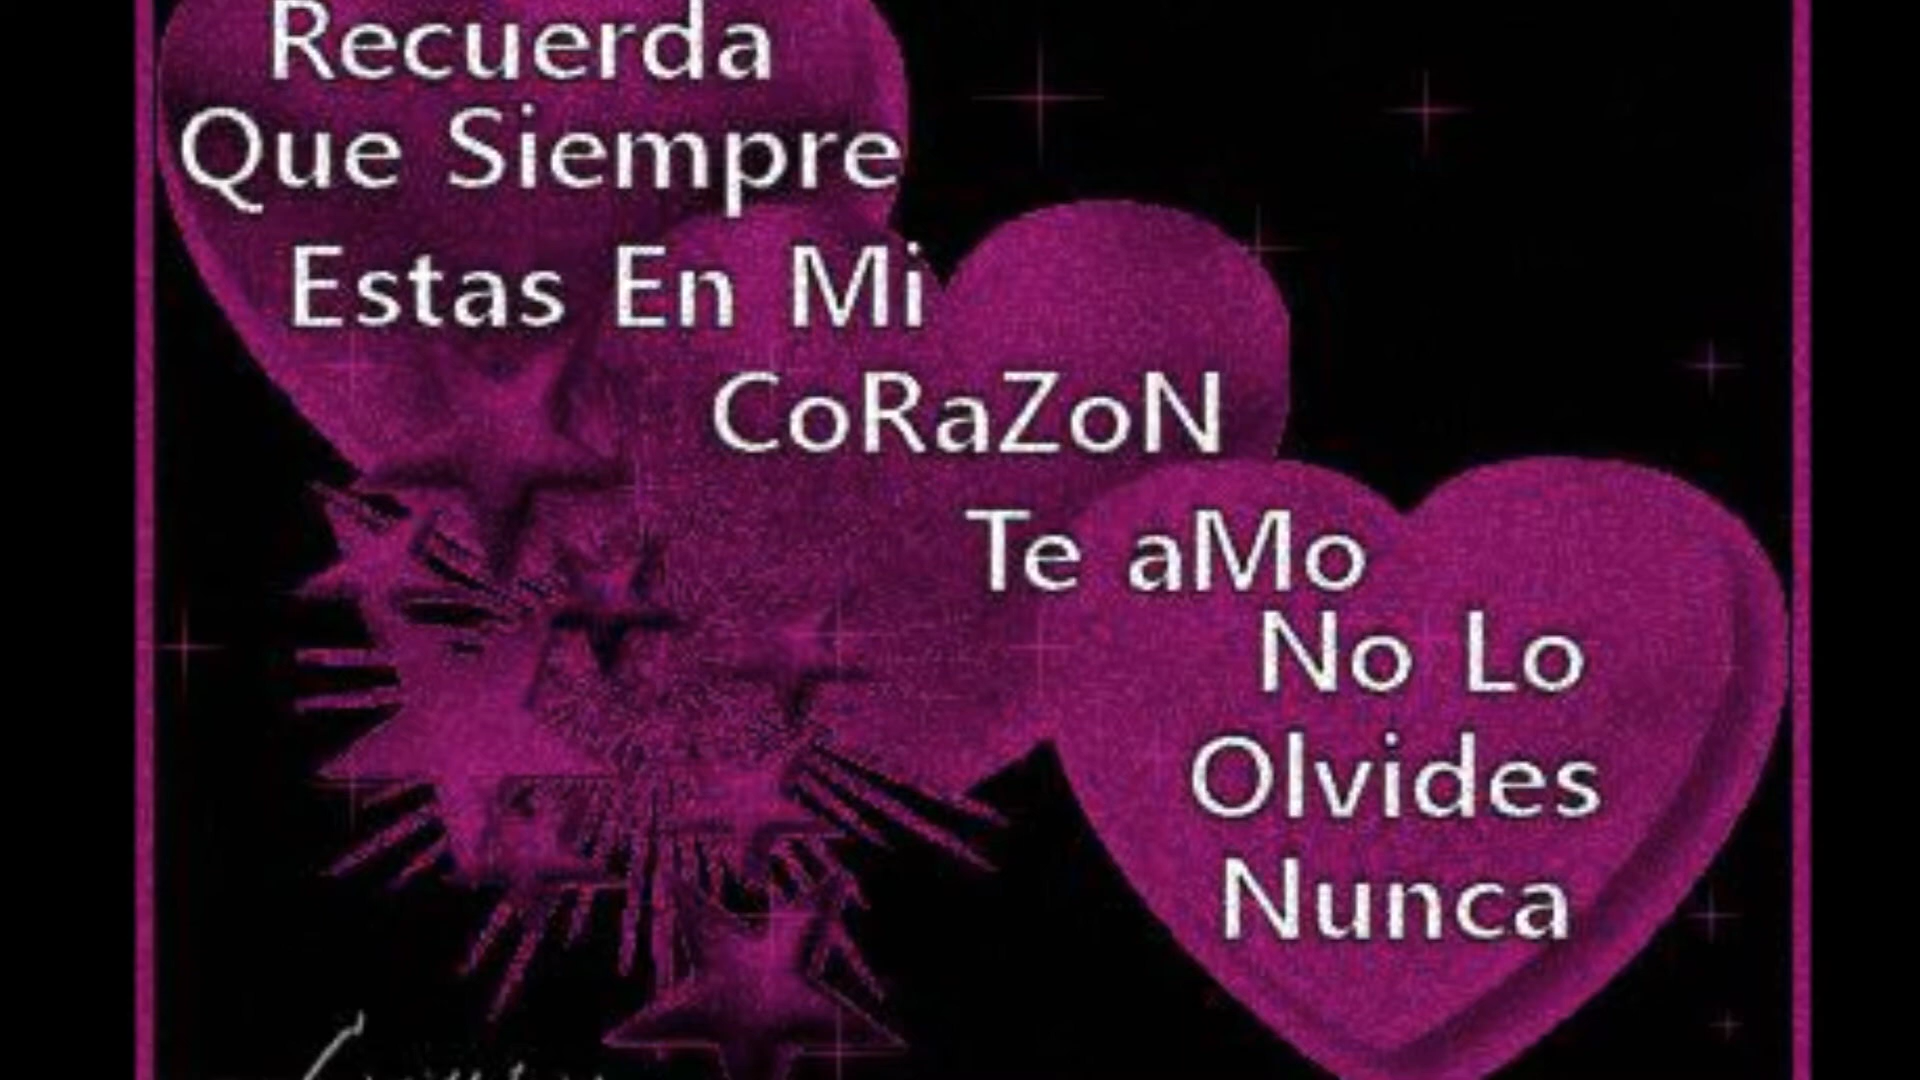 Recuerda
Que Siempre
Estas En Mi
CoRaZoN
Te aMo
No Lo
Olvides
Nunca